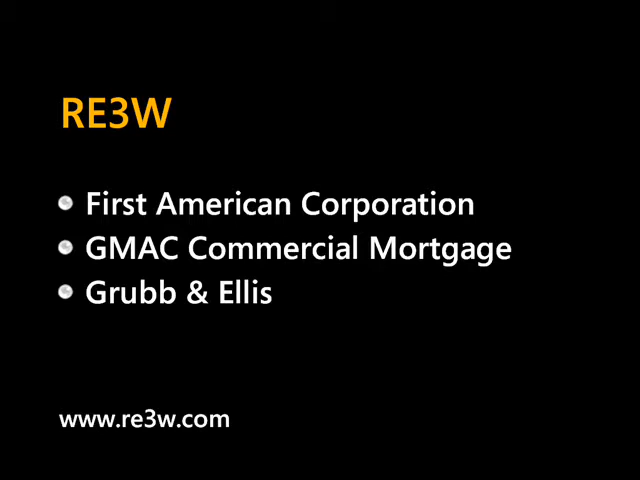 RE3W
First American Corporation
GMAC Commercial Mortgage
Grubb & Ellis
www.re3w.com